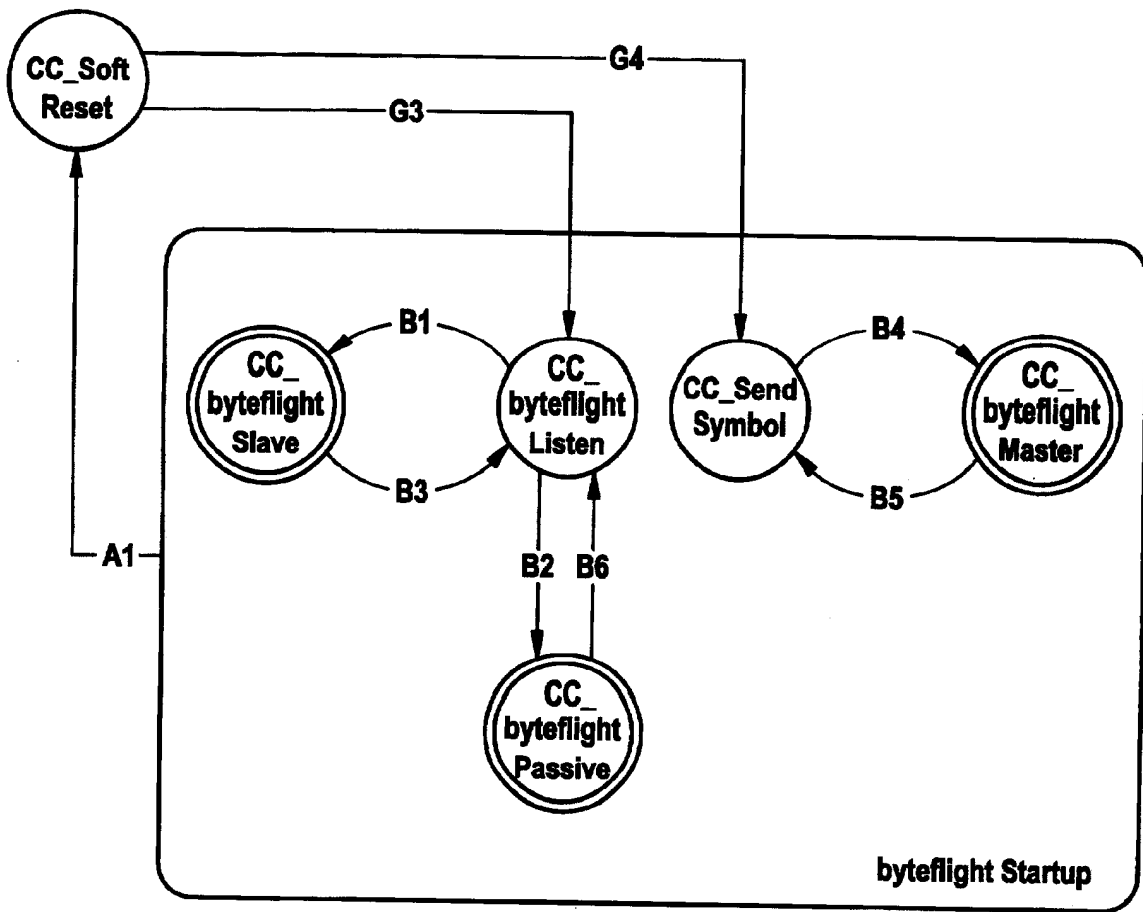 CC_Soft
Reset
G4
G3
B1
CC_
byteflight
Slave
B3
CC_
byteflight
Listen
CC_Send
Symbol
B4
CC_
byteflight
Master
B5
A1
B2
B6
CC_
byteflight
Passive
byteflight Startup